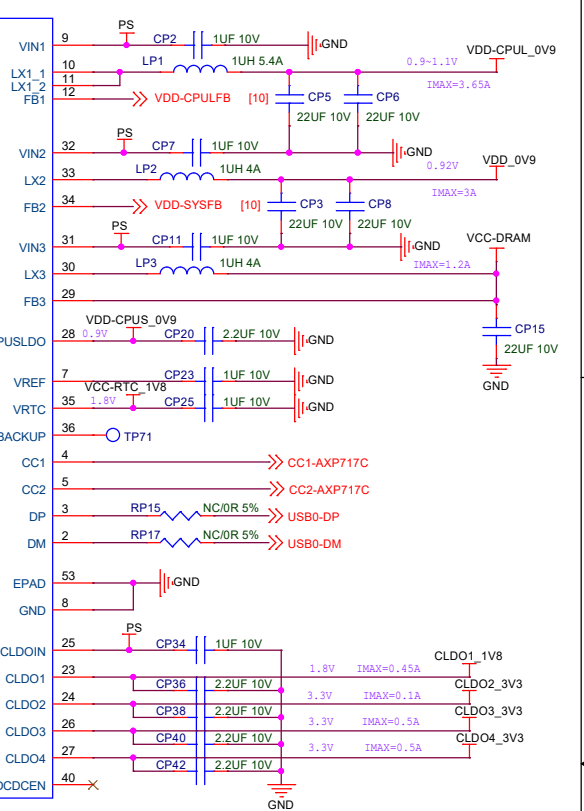 PS
VIN1 9 CP2 1UF 10V GND
VDD-CPUL_0V9
LX1_1 10 LP1 1UH 5.4A 0.9~1.1V
LX1_2 11 IMAX=3.65A
FB1 12 VDD-CPULFB [10] CP5 CP6
22UF 10V 22UF 10V
PS
VIN2 32 CP7 1UF 10V GND
LX2 33 LP2 1UH 4A 0.92V VDD_0V9
IMAX=3A
FB2 34 VDD-SYSFB [10] CP3 CP8
22UF 10V 22UF 10V
PS
VCC-DRAM
VIN3 31 CP11 1UF 10V GND
LX3 30 LP3 1UH 4A IMAX=1.2A
FB3 29
CP15
22UF 10V
GND
VDD-CPUS_0V9
PUSLDO 28 0.9V CP20 2.2UF 10V GND
VREF 7 CP23 1UF 10V GND
VCC-RTC_1V8
VRTC 35 1.8V CP25 1UF 10V GND
BACKUP 36 TP71
CC1 4 CC1-AXP717C
CC2 5 CC2-AXP717C
DP 3 RP15 NC/0R 5% USB0-DP
DM 2 RP17 NC/0R 5% USB0-DM
EPAD 53 GND
GND 8
PS
CLDOIN 25 CP34 1UF 10V
CLDO1_1V8
CLDO1 23 1.8V IMAX=0.45A
CP36 2.2UF 10V CLDO2_3V3
CLDO2 24 3.3V IMAX=0.1A
CP38 2.2UF 10V CLDO3_3V3
CLDO3 26 3.3V IMAX=0.5A
CP40 2.2UF 10V CLDO4_3V3
CLDO4 27 3.3V IMAX=0.5A
CP42 2.2UF 10V
DCDCEN 40
GND